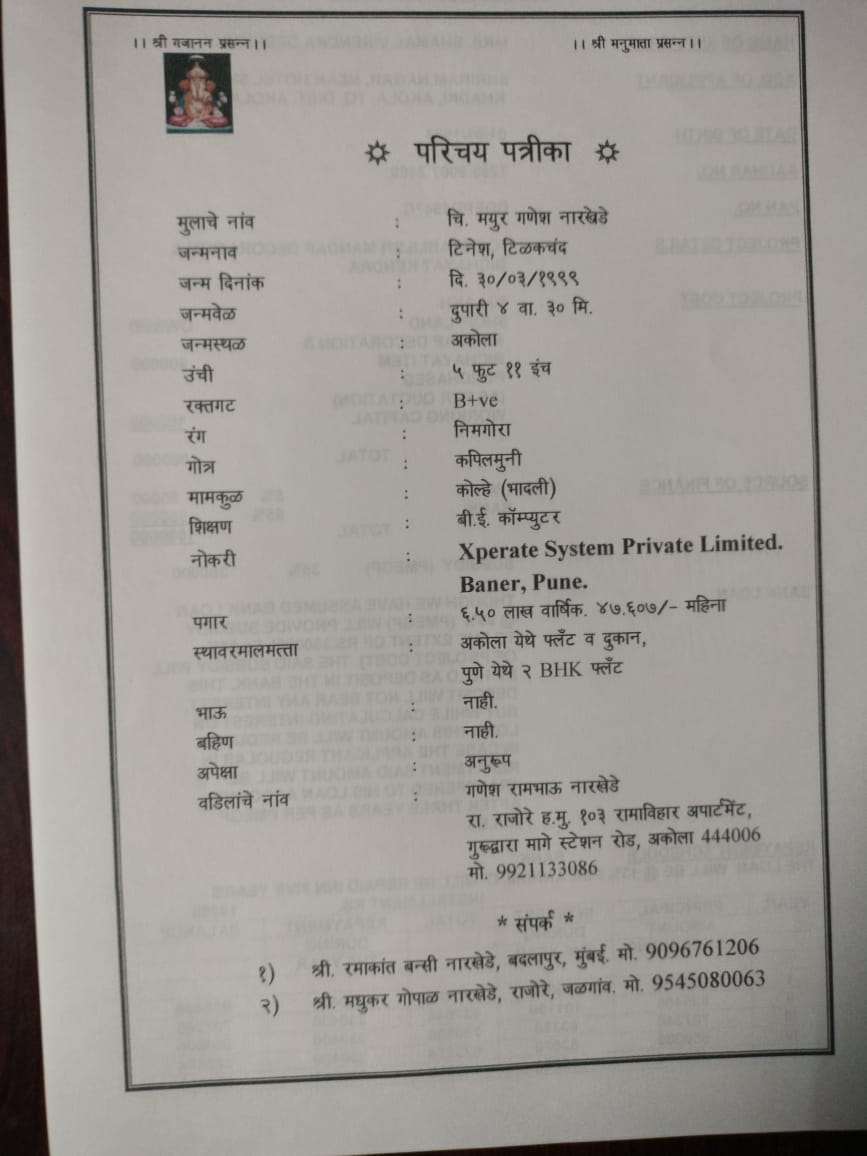 ।। श्री गजानन प्रसन्न।।
।। श्री मनुमाता प्रसन्न।।
परिचय पत्रीका
मुलाचे नांव : चि. मयुर गणेश नारखेडे
जन्मनाव : टिनेश, टिळकचंद
जन्म दिनांक : दि. ३०/०३/१९९९
जन्मवेळ : दुपारी ४ वा. ३० मि.
जन्मस्थळ : अकोला
उंची : ५ फुट ११ इंच
रक्तगट : B+ve
रंग : निमगोरा
गोत्र : कपिलमुनी
मामकुळ : कोल्हे (भादली)
शिक्षण : बी.ई. कॉम्प्युटर
नोकरी : Xperate System Private Limited.
Baner, Pune.
पगार : ६.५० लाख वार्षिक. ४७.६०७/- महिना
स्थावरमालमत्ता : अकोला येथे फ्लॅट व दुकान,
पुणे येथे २ BHK फ्लॅट
भाऊ : नाही.
बहिण : नाही.
अपेक्षा : अनुरूप
वडिलांचे नांव : गणेश रामभाऊ नारखेडे
रा. राजोरे ह.मु. १०३ रामाविहार अपार्टमेंट,
गुरूद्वारा मागे स्टेशन रोड, अकोला 444006
मो. 9921133086
* संपर्क *
१) श्री. रमाकांत बन्सी नारखेडे, बदलापुर, मुंबई. मो. 9096761206
२) श्री. मधुकर गोपाळ नारखेडे, राजोरे, जळगांव. मो. 9545080063